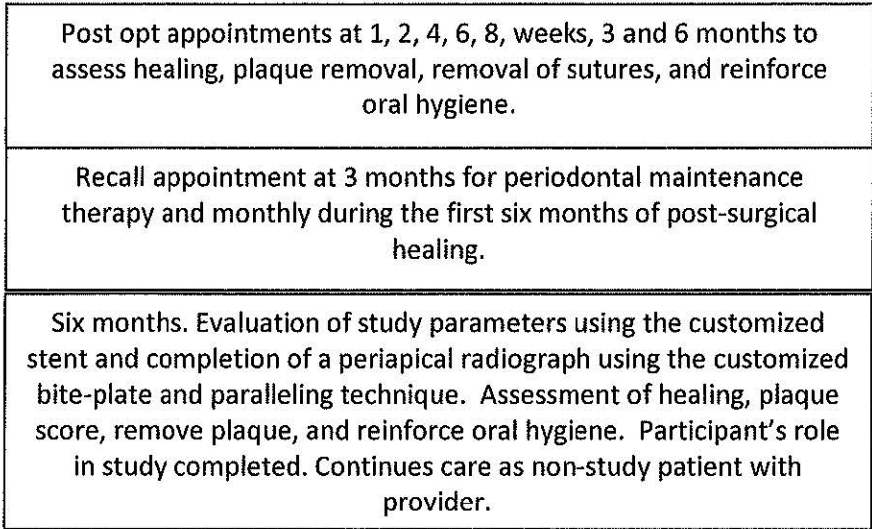 Post opt appointments at 1, 2, 4, 6, 8, weeks, 3 and 6 months to
assess healing, plaque removal, removal of sutures, and reinforce
oral hygiene.
Recall appointment at 3 months for periodontal maintenance
therapy and monthly during the first six months of post-surgical
healing.
Six months. Evaluation of study parameters using the customized
stent and completion of a periapical radiograph using the customized
bite-plate and paralleling technique.  Assessment of healing, plaque
score, remove plaque, and reinforce oral hygiene.  Participant's role
in study completed. Continues care as non-study patient with
provider.